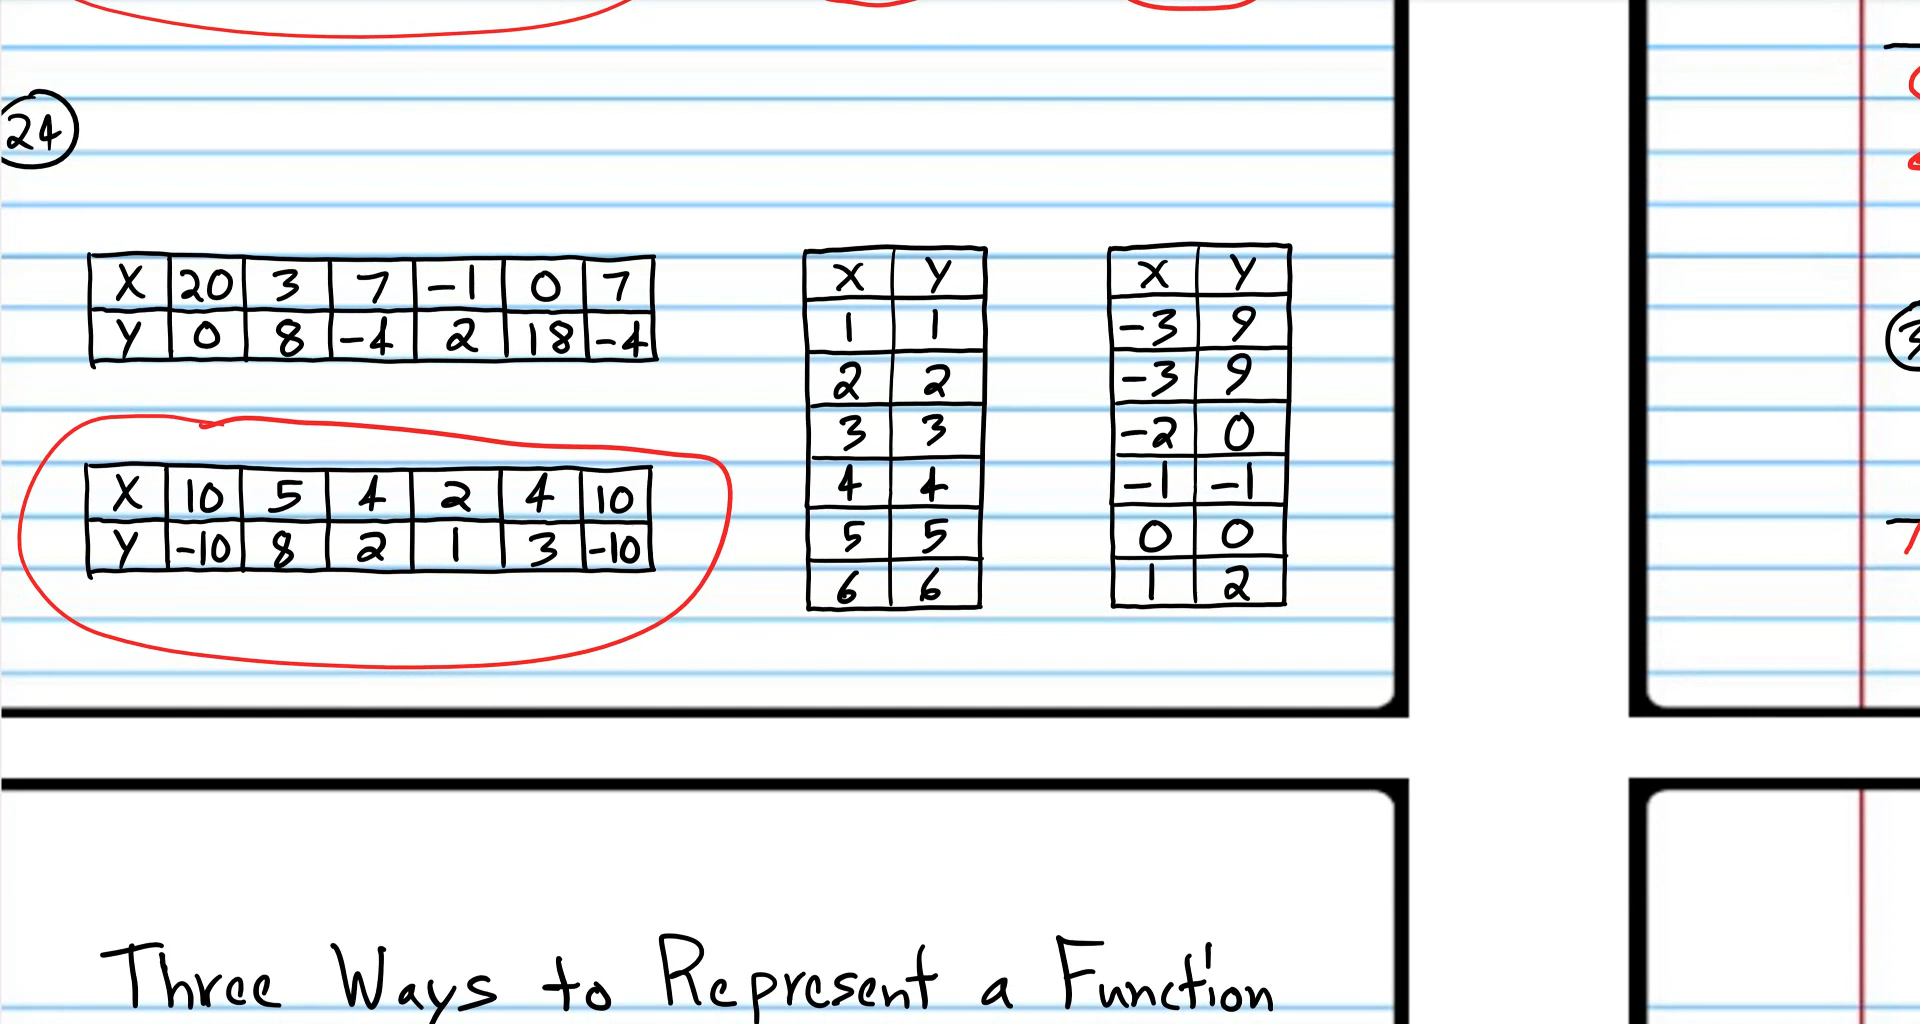 24
X 20 3 7 -1 0 7
Y 0 8 -4 2 18 -4
X 10 5 4 2 4 10
Y -10 8 2 1 3 -10
X Y
1 1
2 2
3 3
4 4
5 5
6 6
X Y
-3 9
-3 9
-2 0
-1 -1
0 0
1 2
Three Ways to Represent a Function